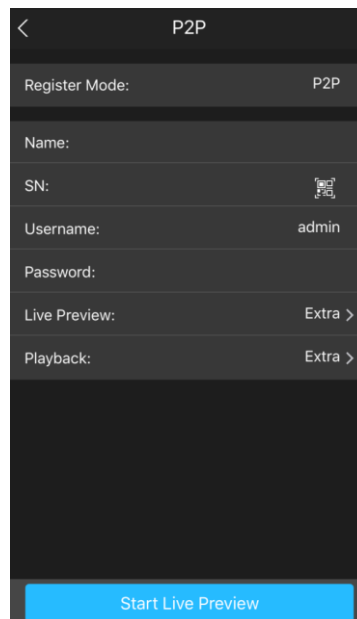 P2P
Register Mode: P2P
Name:
SN:
Username: admin
Password:
Live Preview: Extra
Playback: Extra
Start Live Preview